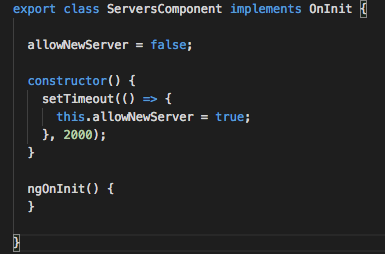 export class ServersComponent implements OnInit {
allowNewServer = false;
constructor() {
setTimeout(() => {
this.allowNewServer = true;
}, 2000);
}
ngOnInit() {
}
}